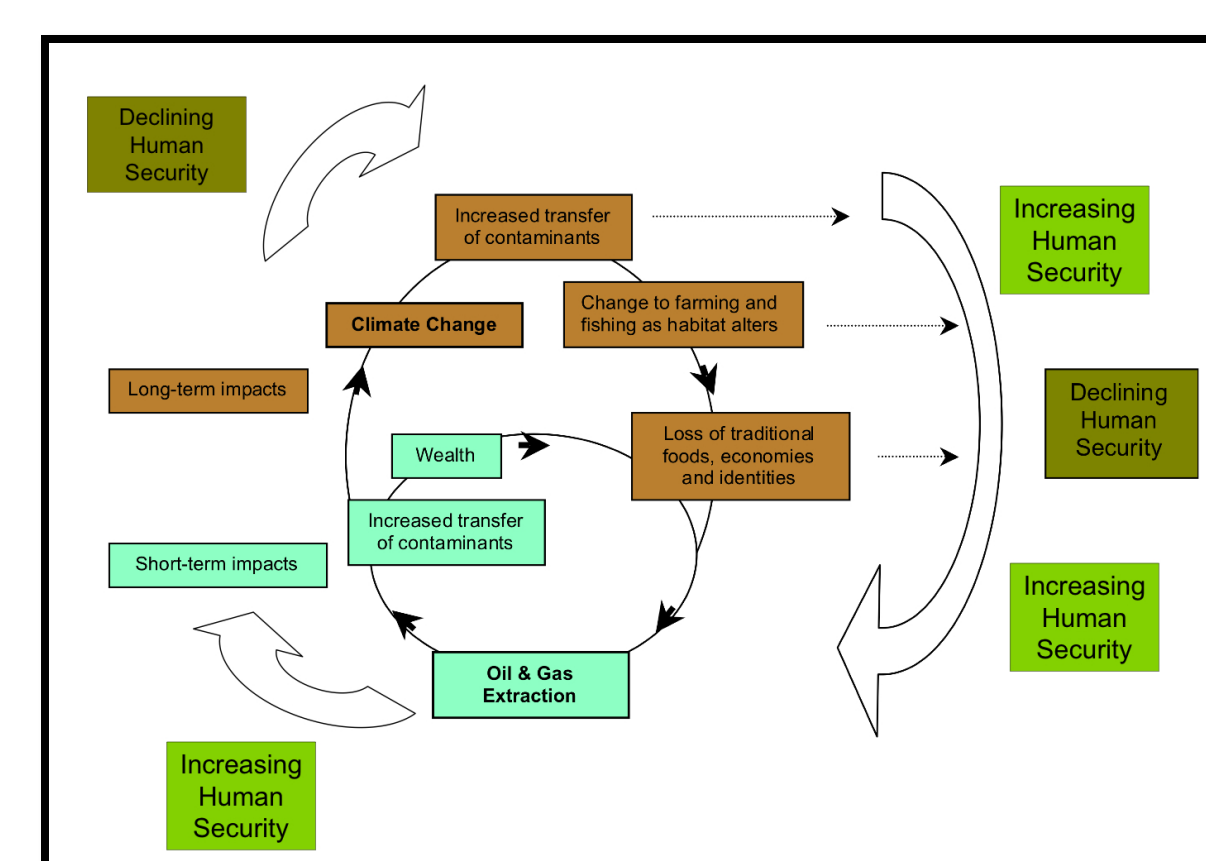 Declining
Human
Security
Increased transfer
of contaminants
Increasing
Human
Security
Change to farming and
fishing as habitat alters
Climate Change
Long-term impacts
Declining
Human
Security
Loss of traditional
foods, economies
and identities
Wealth
Increased transfer
of contaminants
Short-term impacts
Increasing
Human
Security
Oil & Gas
Extraction
Increasing
Human
Security